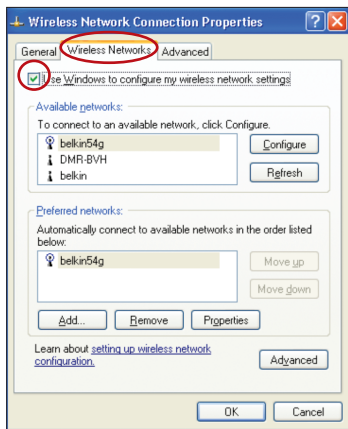 Wireless Network Connection Properties
General Wireless Networks Advanced
Use Windows to configure my wireless network settings
Available networks:
To connect to an available network, click Configure.
belkin54g
Configure
DMR-BVH
belkin
Refresh
Preferred networks:
Automatically connect to available networks in the order listed
below:
belkin54g
Move up
Move down
Add... Remove Properties
Learn about setting up wireless network
configuration.
Advanced
OK Cancel